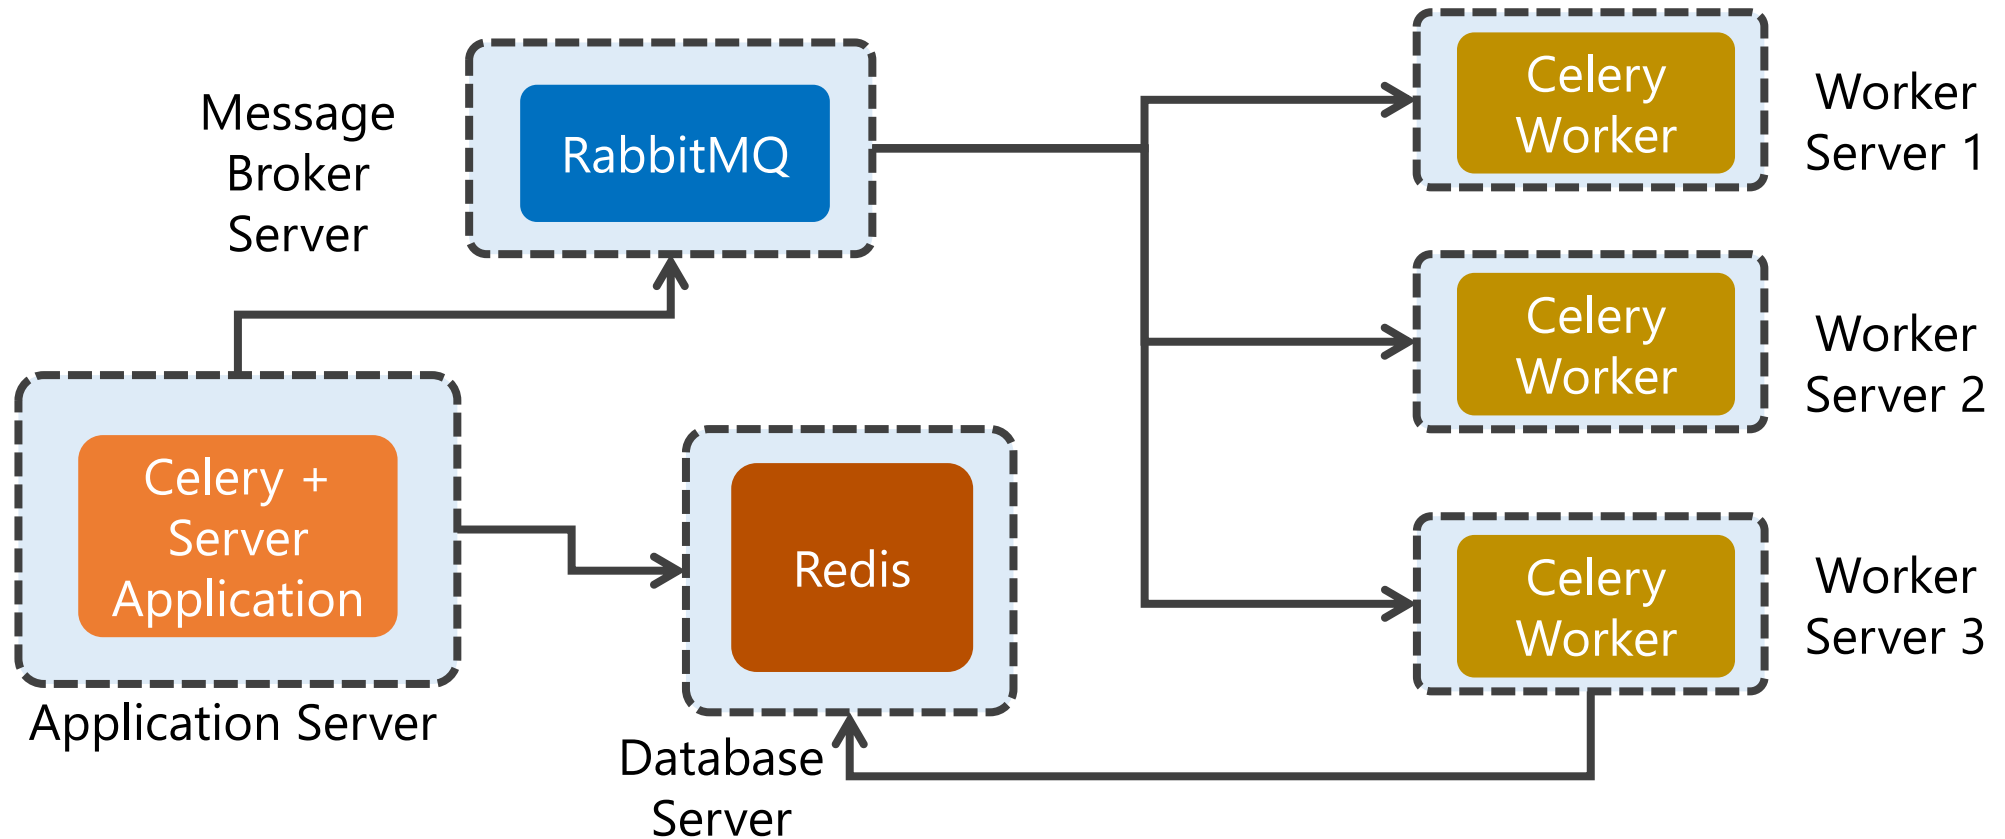 Message
Broker
Server
RabbitMQ
Celery
Worker
Worker
Server 1
Celery
Worker
Worker
Server 2
Celery +
Server
Application
Application Server
Redis
Database
Server
Celery
Worker
Worker
Server 3